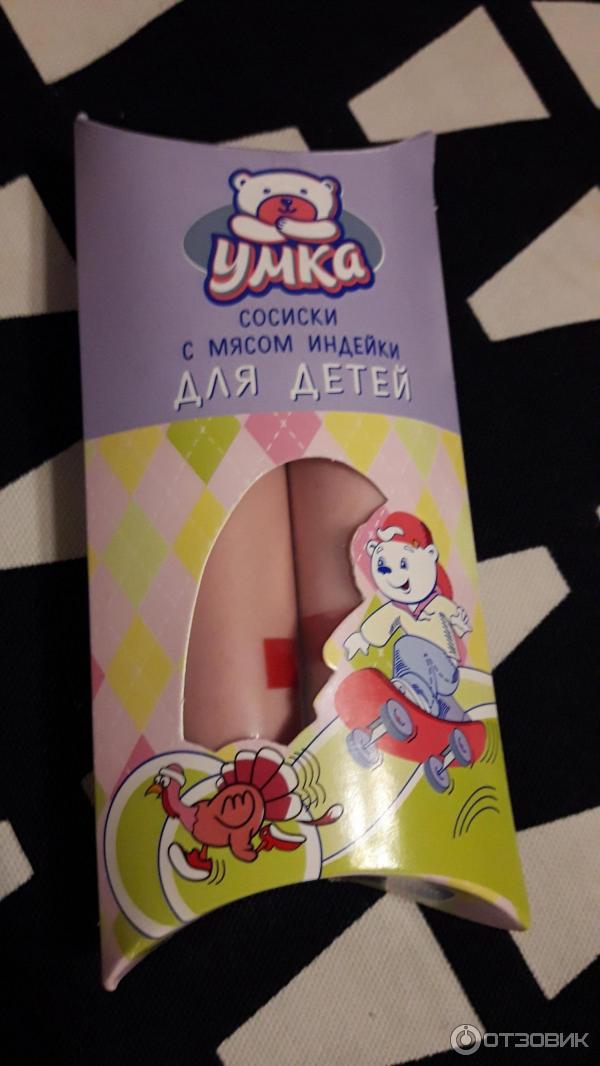 УМКА
СОСИСКИ
С МЯСОМ ИНДЕЙКИ
ДЛЯ ДЕТЕЙ
ОТЗОВИК